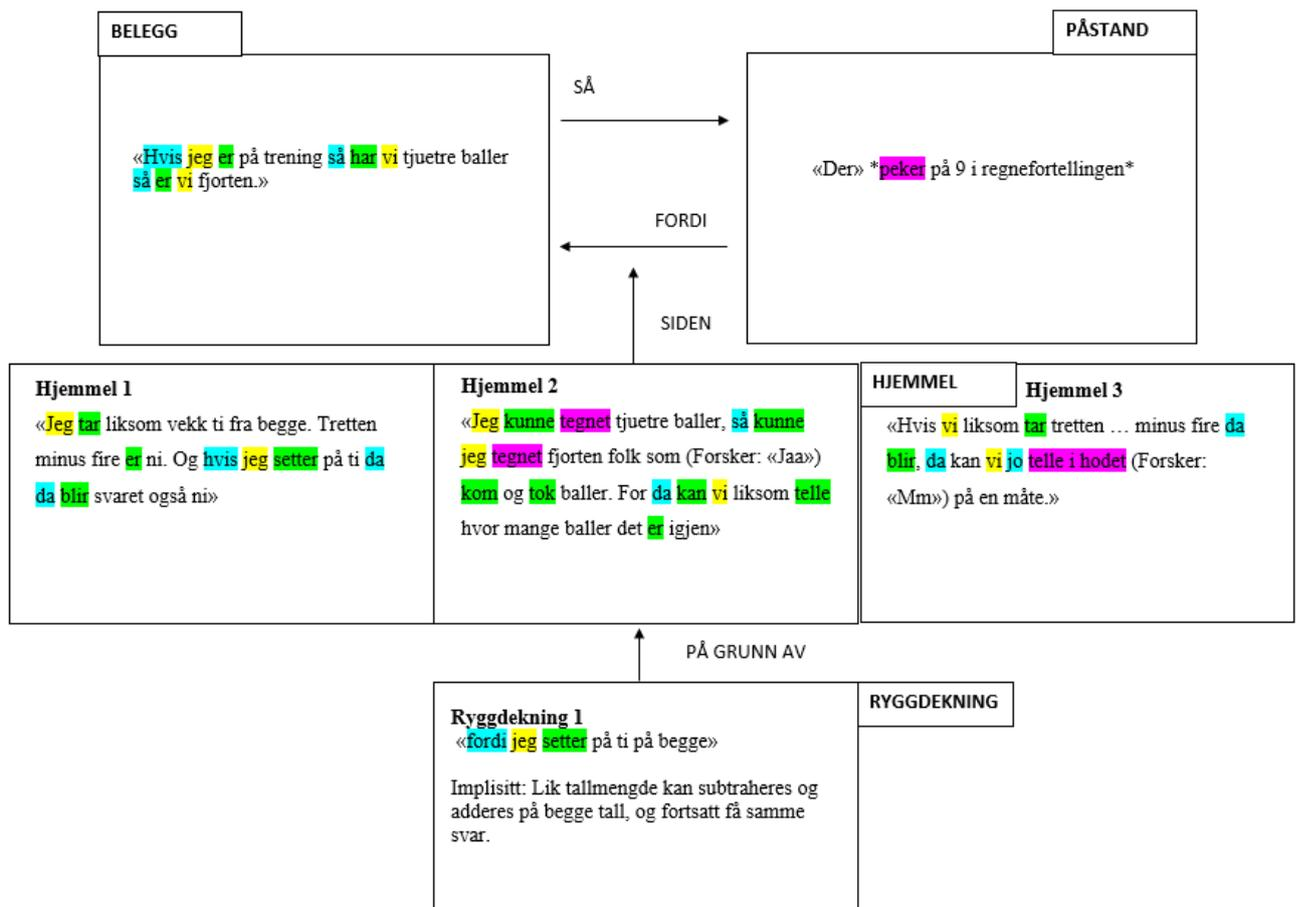 BELEGG
PÅSTAND
SÅ
«Hvis jeg er på trening så har vi tjuetre baller
så er vi fjorten.»
«Der» *peker på 9 i regnefortellingen*
FORDI
SIDEN
Hjemmel 1
«Jeg tar liksom vekk ti fra begge. Tretten
minus fire er ni. Og hvis jeg setter på ti da
da blir svaret også ni»
Hjemmel 2
«Jeg kunne tegnet tjuetre baller, så kunne
jeg tegnet fjorten folk som (Forsker: «Jaa»)
kom og tok baller. For da kan vi liksom telle
hvor mange baller det er igjen»
HJEMMEL
Hjemmel 3
«Hvis vi liksom tar tretten … minus fire da
blir, da kan vi jo telle i hodet (Forsker:
«Mm») på en måte.»
PÅ GRUNN AV
RYGGDEKNING
Ryggdekning 1
«fordi jeg setter på ti på begge»
Implisitt: Lik tallmengde kan subtraheres og
adderes på begge tall, og fortsatt få samme
svar.